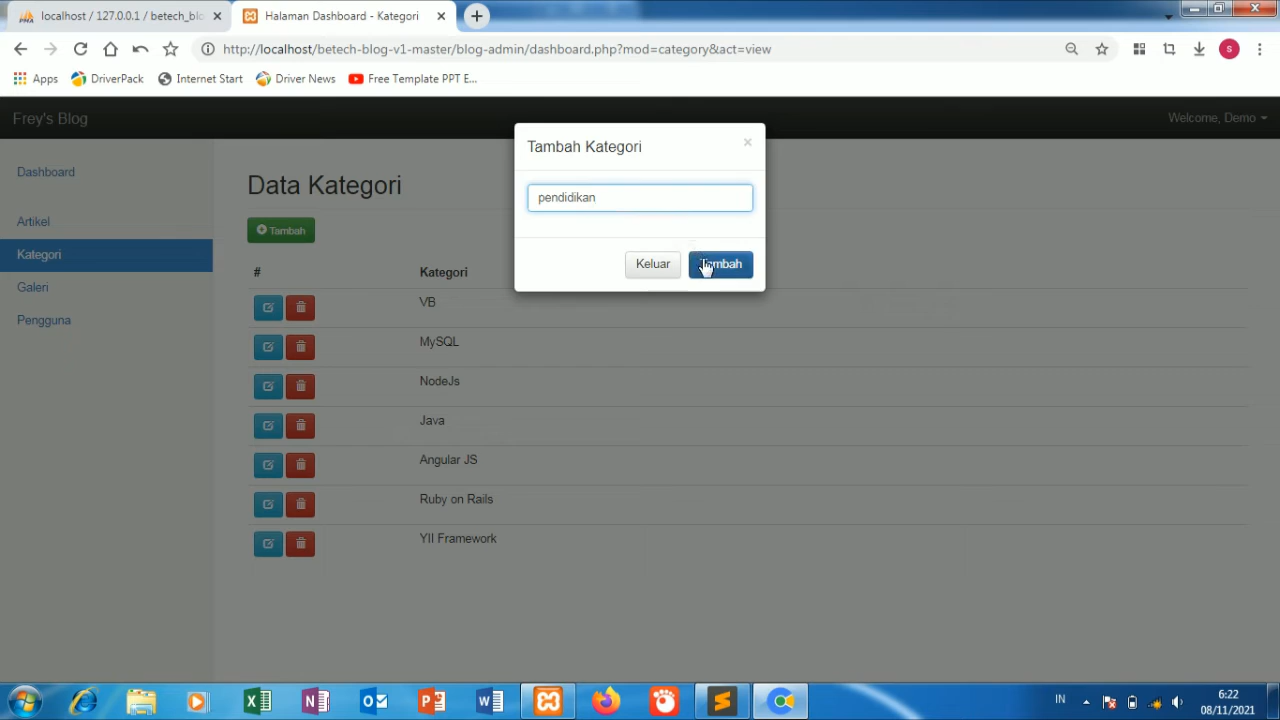 localhost / 127.0.0.1 / betech_blo
Halaman Dashboard - Kategori
http://localhost/betech-blog-v1-master/blog-admin/dashboard.php?mod=category&act=view
s
Apps
DriverPack
Internet Start
Driver News
Free Template PPT E...
Frey's Blog
Welcome, Demo
Tambah Kategori
×
pendidikan
Keluar
Tambah
Dashboard
Artikel
Kategori
Galeri
Pengguna
Data Kategori
Tambah
# Kategori
VB
MySQL
NodeJs
Java
Angular JS
Ruby on Rails
YII Framework
IN
6:22
08/11/2021